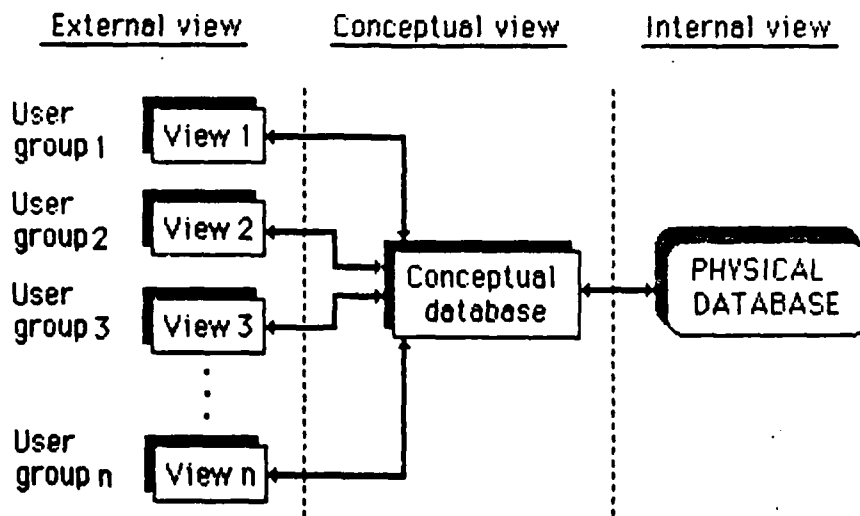 External view
Conceptual view
Internal view
User
group 1
View 1
User
group 2
View 2
User
group 3
View 3
User
group n
View n
Conceptual
database
PHYSICAL
DATABASE